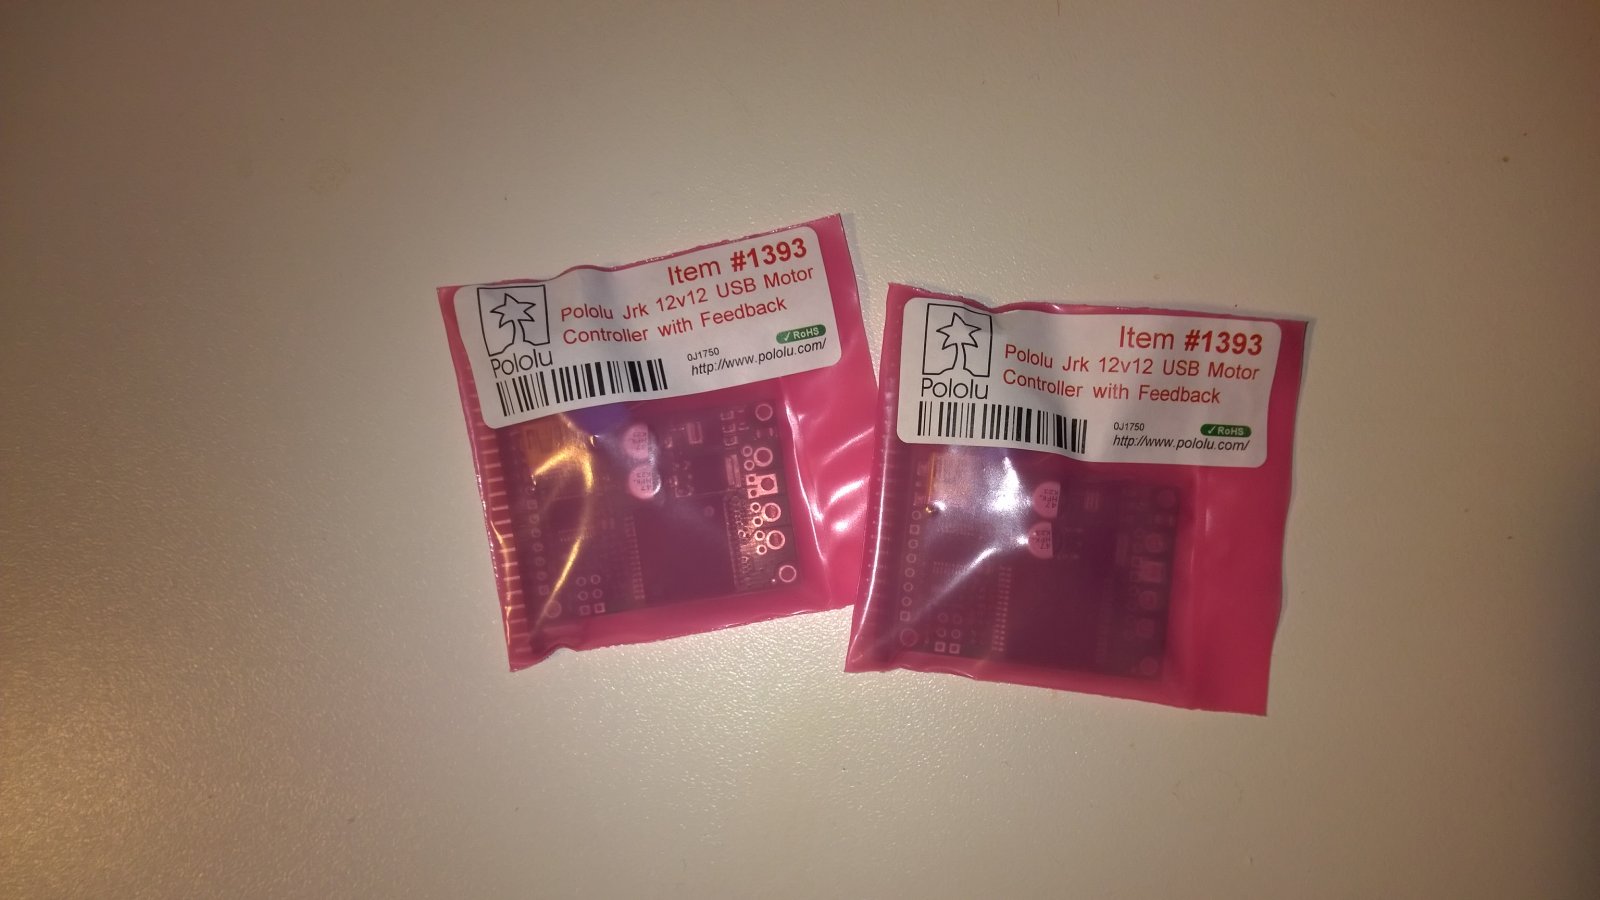 Item #1393
Pololu Jrk 12v12 USB Motor
Controller with Feedback
Pololu
✓ RoHS
0J1750
http://www.pololu.com/
Item #1393
Pololu Jrk 12v12 USB Motor
Controller with Feedback
Pololu
✓ RoHS
0J1750
http://www.pololu.com/
47